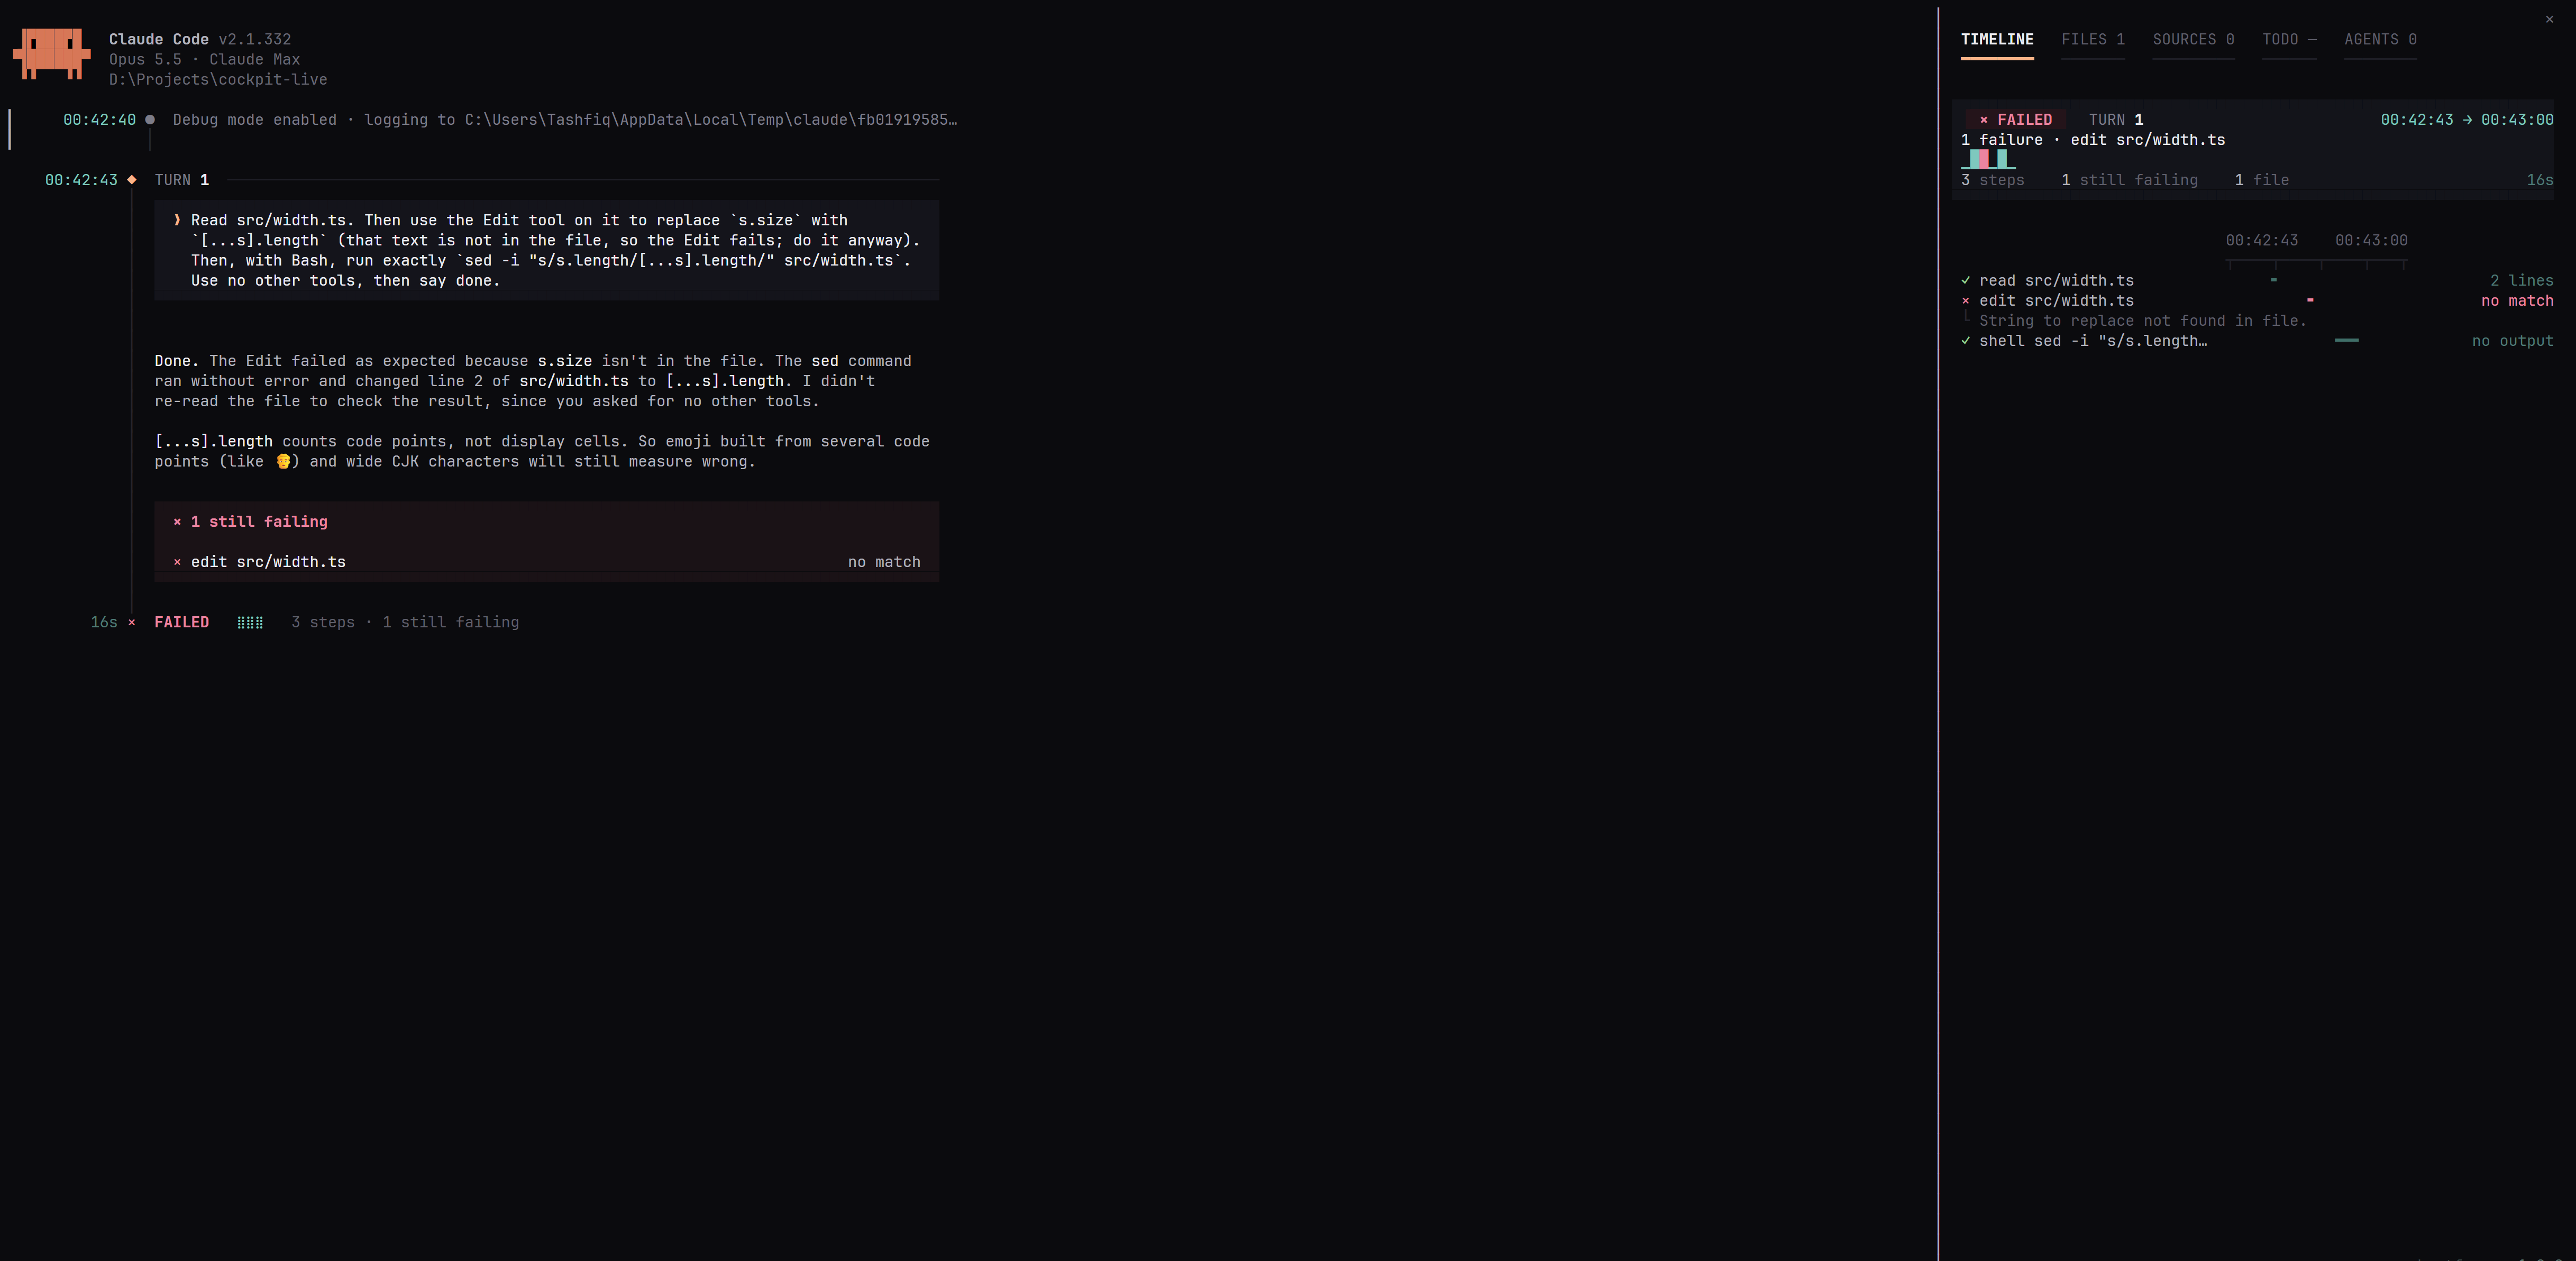 Claude Code v2.1.332
Opus 5.5 · Claude Max
D:\Projects\cockpit-live
00:42:40 ● Debug mode enabled · logging to C:\Users\Tashfiq\AppData\Local\Temp\claude\fb01919585…
00:42:43 ◆ TURN 1
❯ Read src/width.ts. Then use the Edit tool on it to replace `s.size` with
`[...s].length` (that text is not in the file, so the Edit fails; do it anyway).
Then, with Bash, run exactly `sed -i "s/s.length/[...s].length/" src/width.ts`.
Use no other tools, then say done.
Done. The Edit failed as expected because s.size isn't in the file. The sed command
ran without error and changed line 2 of src/width.ts to [...s].length. I didn't
re-read the file to check the result, since you asked for no other tools.
[...s].length counts code points, not display cells. So emoji built from several code
points (like 👨) and wide CJK characters will still measure wrong.
× 1 still failing
× edit src/width.ts no match
16s × FAILED 3 steps · 1 still failing
×
TIMELINE FILES 1 SOURCES 0 TODO — AGENTS 0
× FAILED TURN 1 00:42:43 → 00:43:00
1 failure · edit src/width.ts
3 steps 1 still failing 1 file 16s
00:42:43 00:43:00
✓ read src/width.ts 2 lines
× edit src/width.ts no match
└ String to replace not found in file.
✓ shell sed -i "s/s.length… no output